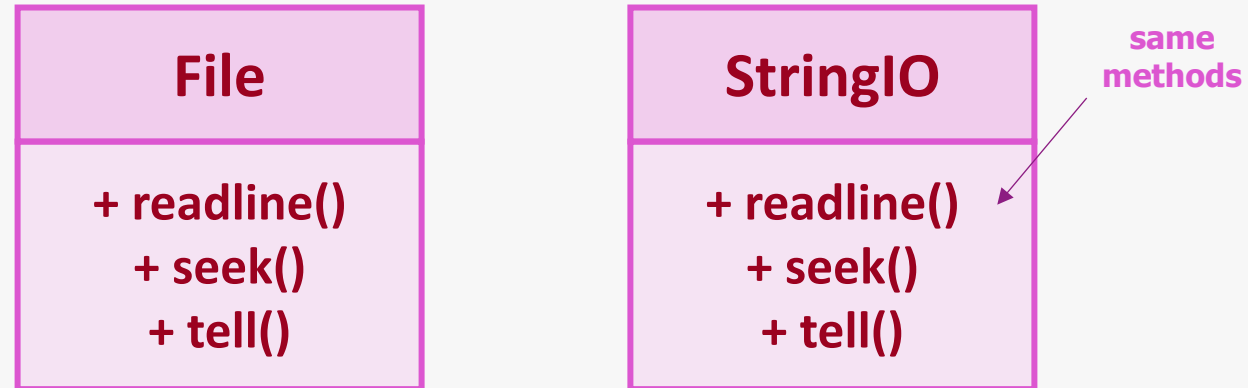 File
+ readline()
+ seek()
+ tell()
StringIO
+ readline()
+ seek()
+ tell()
same
methods